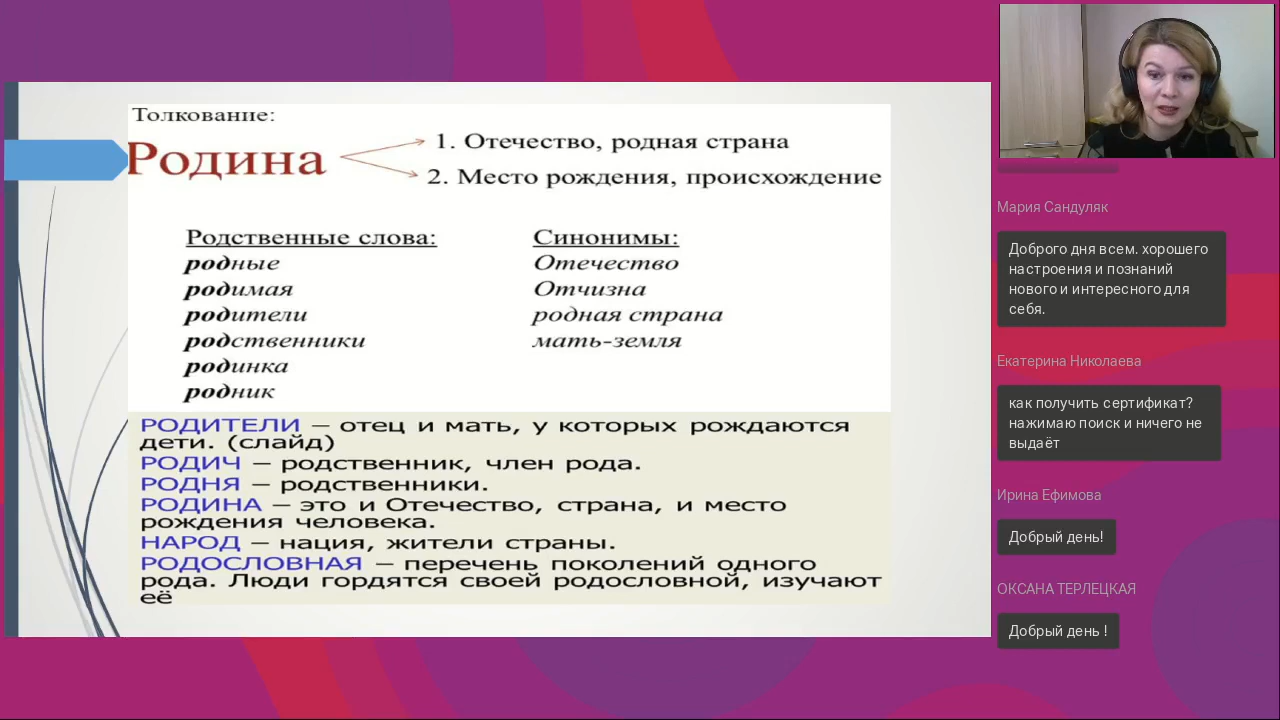 Толкование:
Родина
1. Отечество, родная страна
2. Место рождения, происхождение
Родственные слова:
родные
родимая
родители
родственники
родинка
родник
Синонимы:
Отечество
Отчизна
родная страна
мать-земля
РОДИТЕЛИ – отец и мать, у которых рождаются
дети. (слайд)
РОДИЧ – родственник, член рода.
РОДНЯ – родственники.
РОДИНА – это и Отечество, страна, и место
рождения человека.
НАРОД – нация, жители страны.
РОДОСЛОВНАЯ – перечень поколений одного
рода. Люди гордятся своей родословной, изучают
её
Мария Сандуляк
Доброго дня всем. хорошего
настроения и познаний
нового и интересного для
себя.
Екатерина Николаева
как получить сертификат?
нажимаю поиск и ничего не
выдаёт
Ирина Ефимова
Добрый день!
ОКСАНА ТЕРЛЕЦКАЯ
Добрый день !